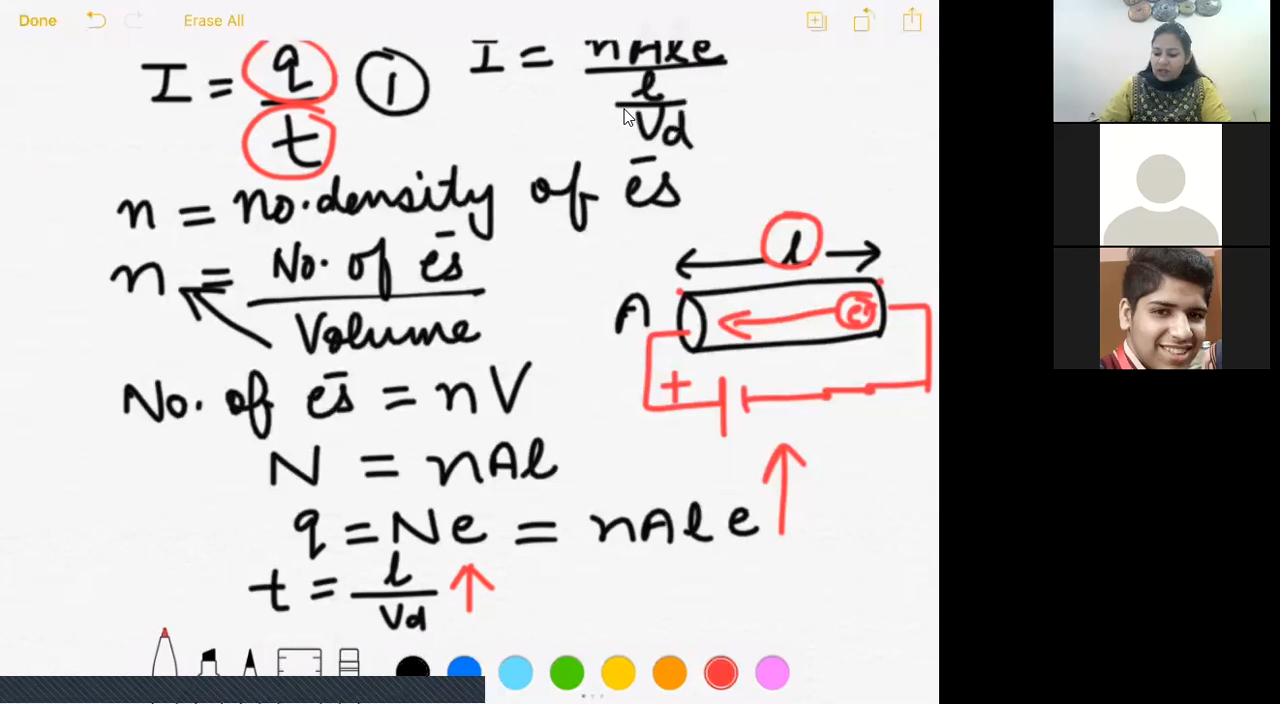 Done Erase All
I = q / t ① I = nAle / l / Vd
n = no. density of ēs
n = No. of ēs / Volume
l
A e
+
No. of ēs = nV
N = nAl
q = Ne = nAle
t = l / Vd